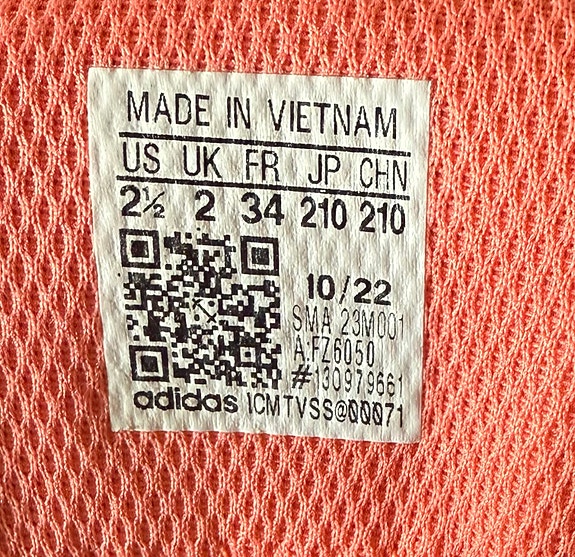 MADE IN VIETNAM
US UK FR JP CHN
2½ 2 34 210 210
10/22
SMA 23M001
A:FZ6050
#130979661
adidas 1CMTVSS@00071